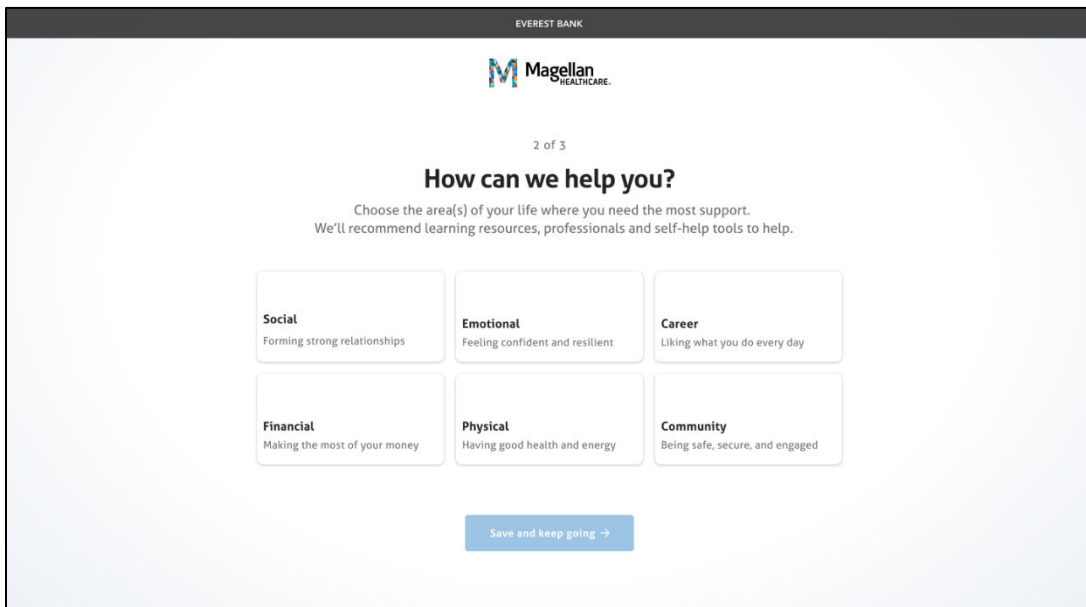 EVEREST BANK
Magellan
HEALTHCARE®
2 of 3
How can we help you?
Choose the area(s) of your life where you need the most support.
We'll recommend learning resources, professionals and self-help tools to help.
Social
Forming strong relationships
Emotional
Feeling confident and resilient
Career
Liking what you do every day
Financial
Making the most of your money
Physical
Having good health and energy
Community
Being safe, secure, and engaged
Save and keep going →